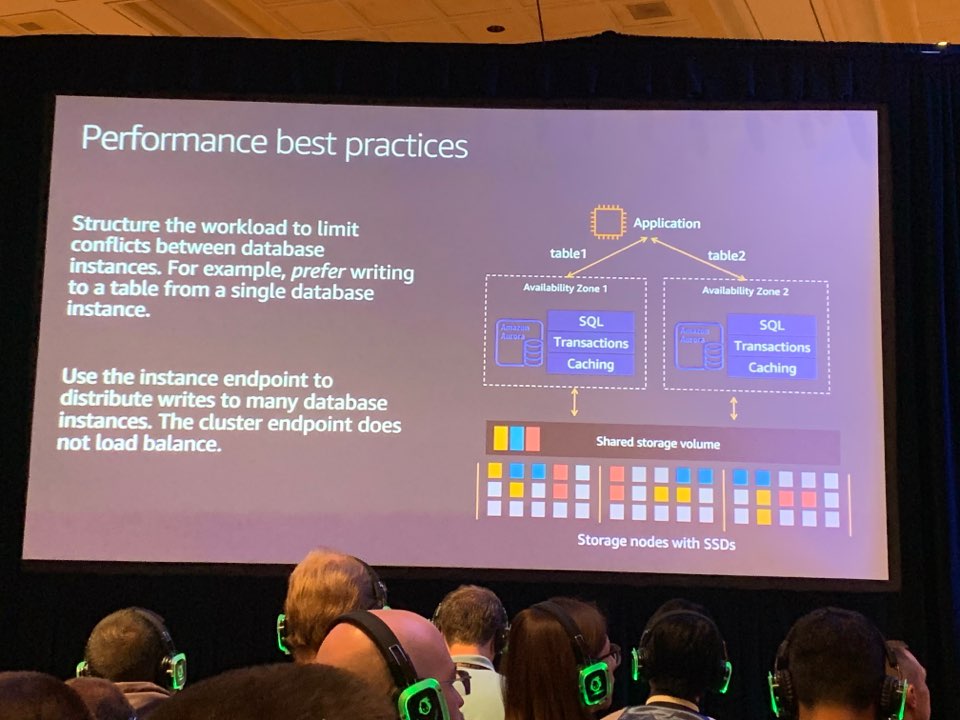 Performance best practices
Structure the workload to limit
conflicts between database
instances. For example, prefer writing
to a table from a single database
instance.
Use the instance endpoint to
distribute writes to many database
instances. The cluster endpoint does
not load balance.
Application
table1
table2
Availability Zone 1
Amazon
Aurora
SQL
Transactions
Caching
Availability Zone 2
Amazon
Aurora
SQL
Transactions
Caching
Shared storage volume
Storage nodes with SSDs